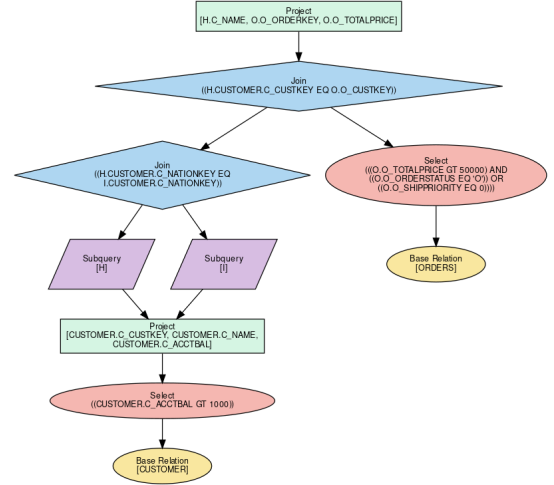 Project
[H.C_NAME, O.O_ORDERKEY, O.O_TOTALPRICE]
Join
((H.CUSTOMER.C_CUSTKEY EQ O.O_CUSTKEY))
Join
((H.CUSTOMER.C_NATIONKEY EQ
I.CUSTOMER.C_NATIONKEY))
Select
(((O.O_TOTALPRICE GT 50000) AND
((O.O_ORDERSTATUS EQ 'O')) OR
((O.O_SHIPPRIORITY EQ 0))))
Subquery
[H]
Subquery
[I]
Base Relation
[ORDERS]
Project
[CUSTOMER.C_CUSTKEY, CUSTOMER.C_NAME,
CUSTOMER.C_ACCTBAL]
Select
((CUSTOMER.C_ACCTBAL GT 1000))
Base Relation
[CUSTOMER]